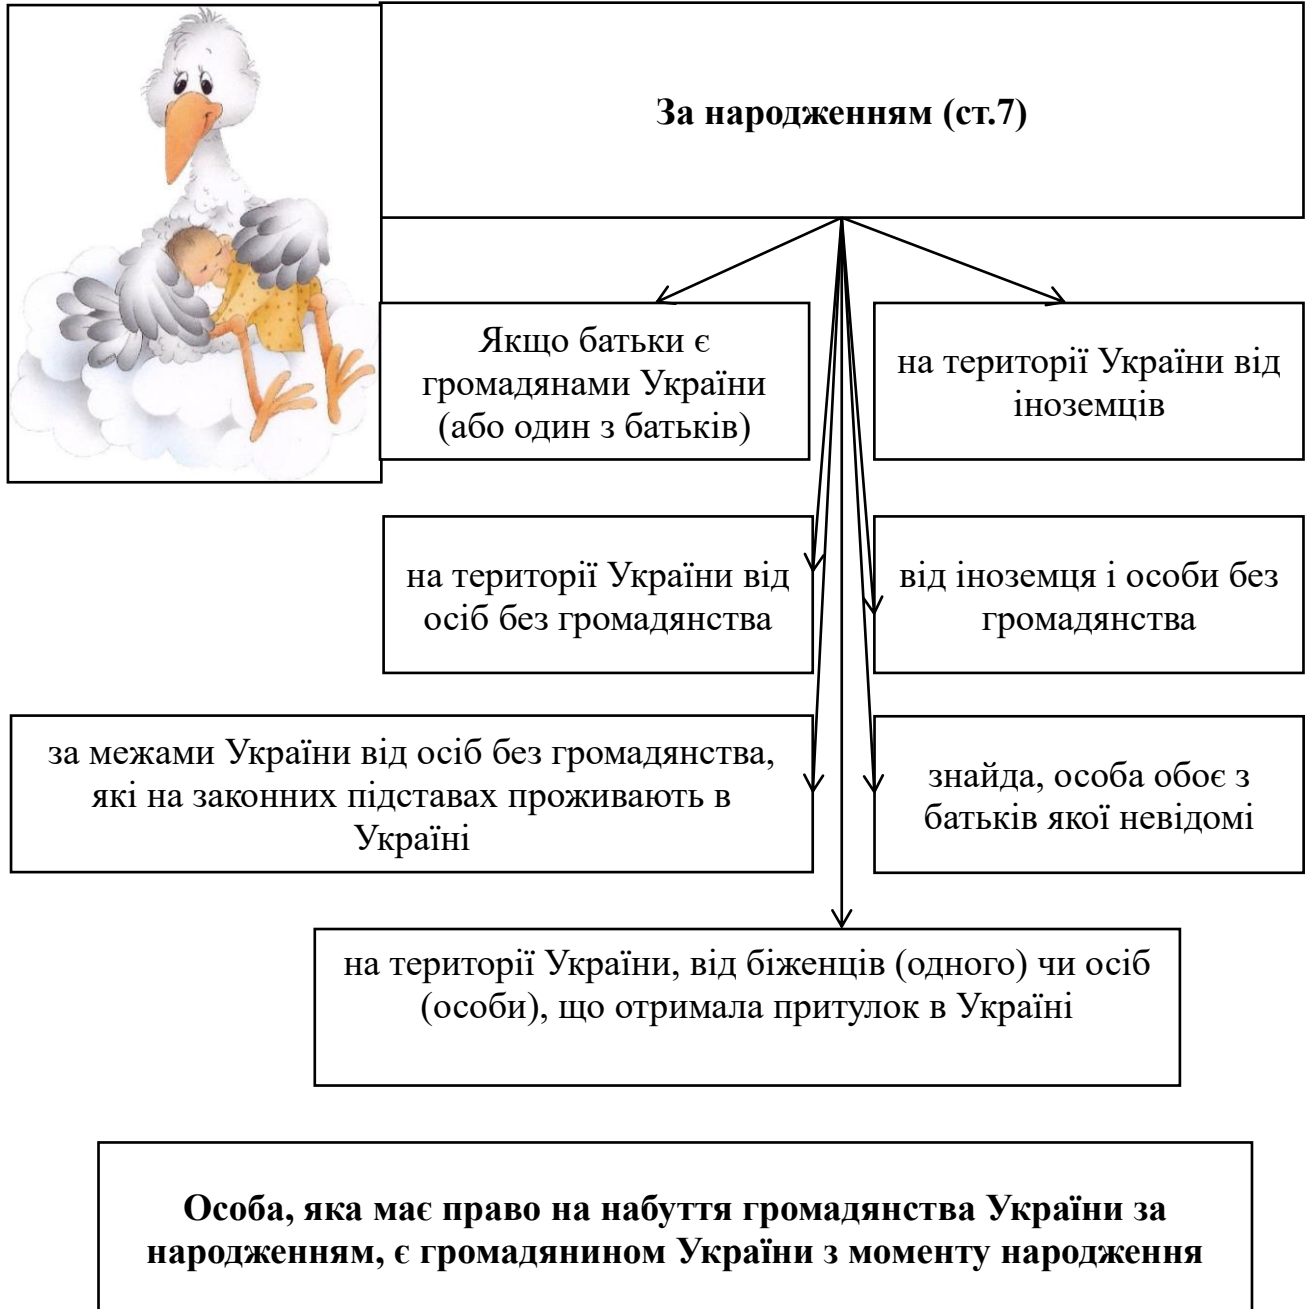 За народженням (ст.7)
Якщо батьки є
громадянами України
(або один з батьків)
на території України від
іноземців
на території України від
осіб без громадянства
від іноземця і особи без
громадянства
за межами України від осіб без громадянства,
які на законних підставах проживають в
Україні
знайда, особа обоє з
батьків якої невідомі
на території України, від біженців (одного) чи осіб
(особи), що отримала притулок в Україні
Особа, яка має право на набуття громадянства України за
народженням, є громадянином України з моменту народження